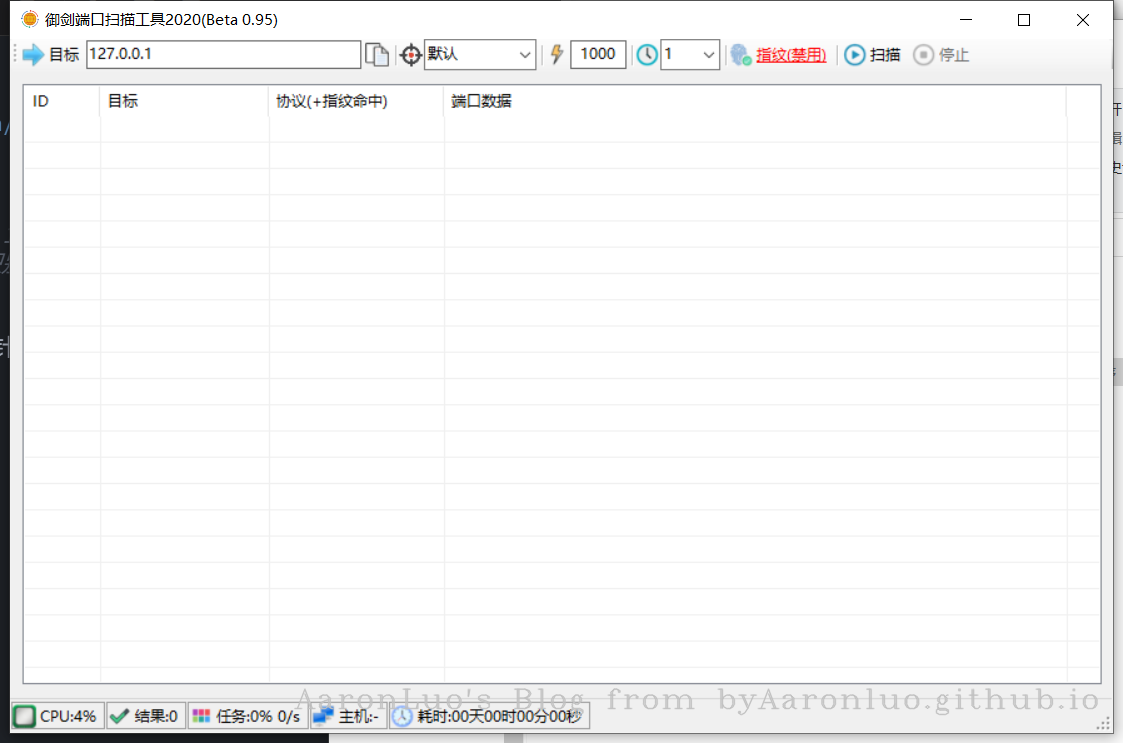 御剑端口扫描工具2020(Beta 0.95)
目标 127.0.0.1 默认 1000 1 指纹(禁用) 扫描 停止
ID 目标 协议(+指纹命中) 端口数据
AaronLuo's Blog from byAaronluo.github.io
CPU:4% 结果:0 任务:0% 0/s 主机:- 耗时:00天00时00分00秒